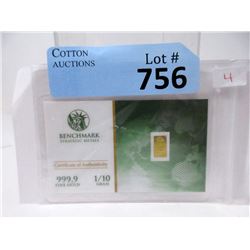 COTTON
AUCTIONS
Lot #
756
4
BENCHMARK
STRATEGIC METALS
Certificate of Authenticity
999.9
FINE GOLD
1/10
GRAM